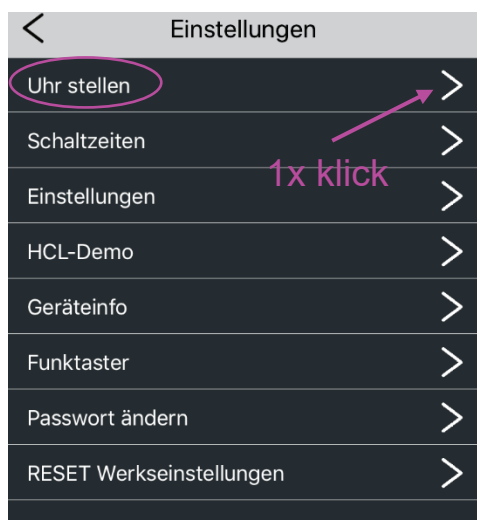 Einstellungen
Uhr stellen
Schaltzeiten
1x klick
Einstellungen
HCL-Demo
Geräteinfo
Funktaster
Passwort ändern
RESET Werkseinstellungen